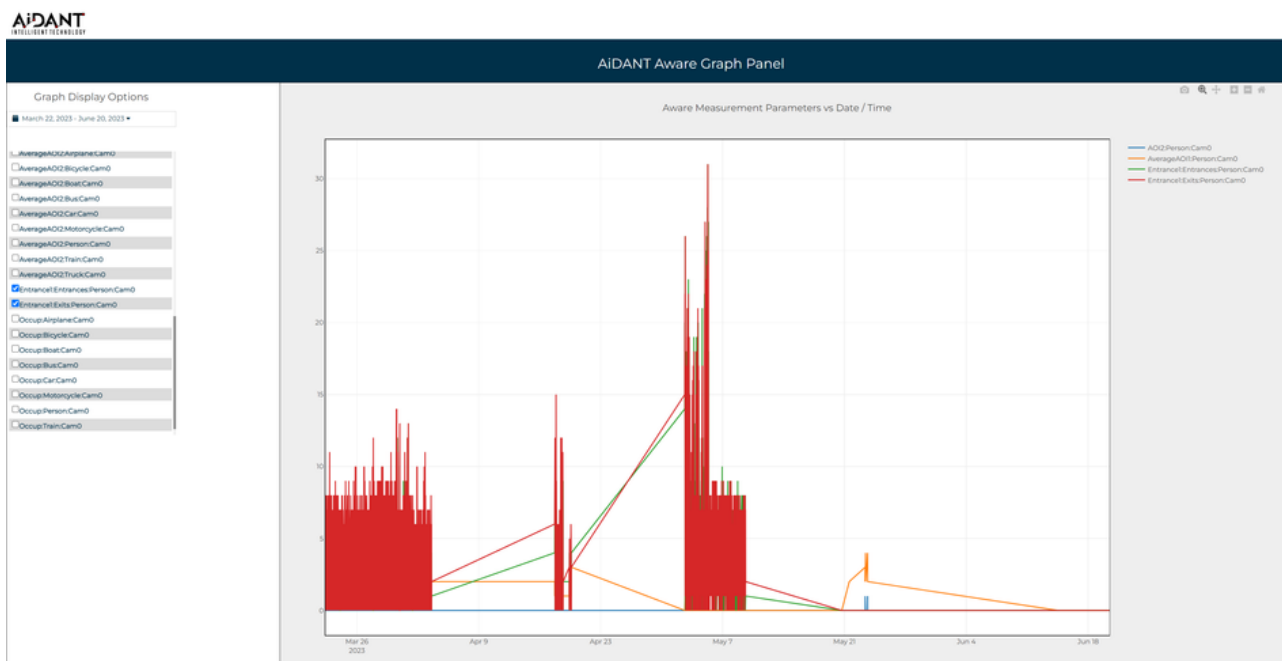 AiDANT
INTELLIGENT TECHNOLOGY
AiDANT Aware Graph Panel
Graph Display Options
March 22, 2023 - June 20, 2023
AverageAOI2:Airplane:Cam0
AverageAOI2:Bicycle:Cam0
AverageAOI2:Boat:Cam0
AverageAOI2:Bus:Cam0
AverageAOI2:Car:Cam0
AverageAOI2:Motorcycle:Cam0
AverageAOI2:Person:Cam0
AverageAOI2:Train:Cam0
AverageAOI2:Truck:Cam0
Entrance1:Entrances:Person:Cam0
Entrance1:Exits:Person:Cam0
Occup:Airplane:Cam0
Occup:Bicycle:Cam0
Occup:Boat:Cam0
Occup:Bus:Cam0
Occup:Car:Cam0
Occup:Motorcycle:Cam0
Occup:Person:Cam0
Occup:Train:Cam0
Aware Measurement Parameters vs Date / Time
30
25
20
15
10
5
0
Mar 26
2023
Apr 9
Apr 23
May 7
May 21
Jun 4
Jun 18
AOI2:Person:Cam0
AverageAOI1:Person:Cam0
Entrance1:Entrances:Person:Cam0
Entrance1:Exits:Person:Cam0